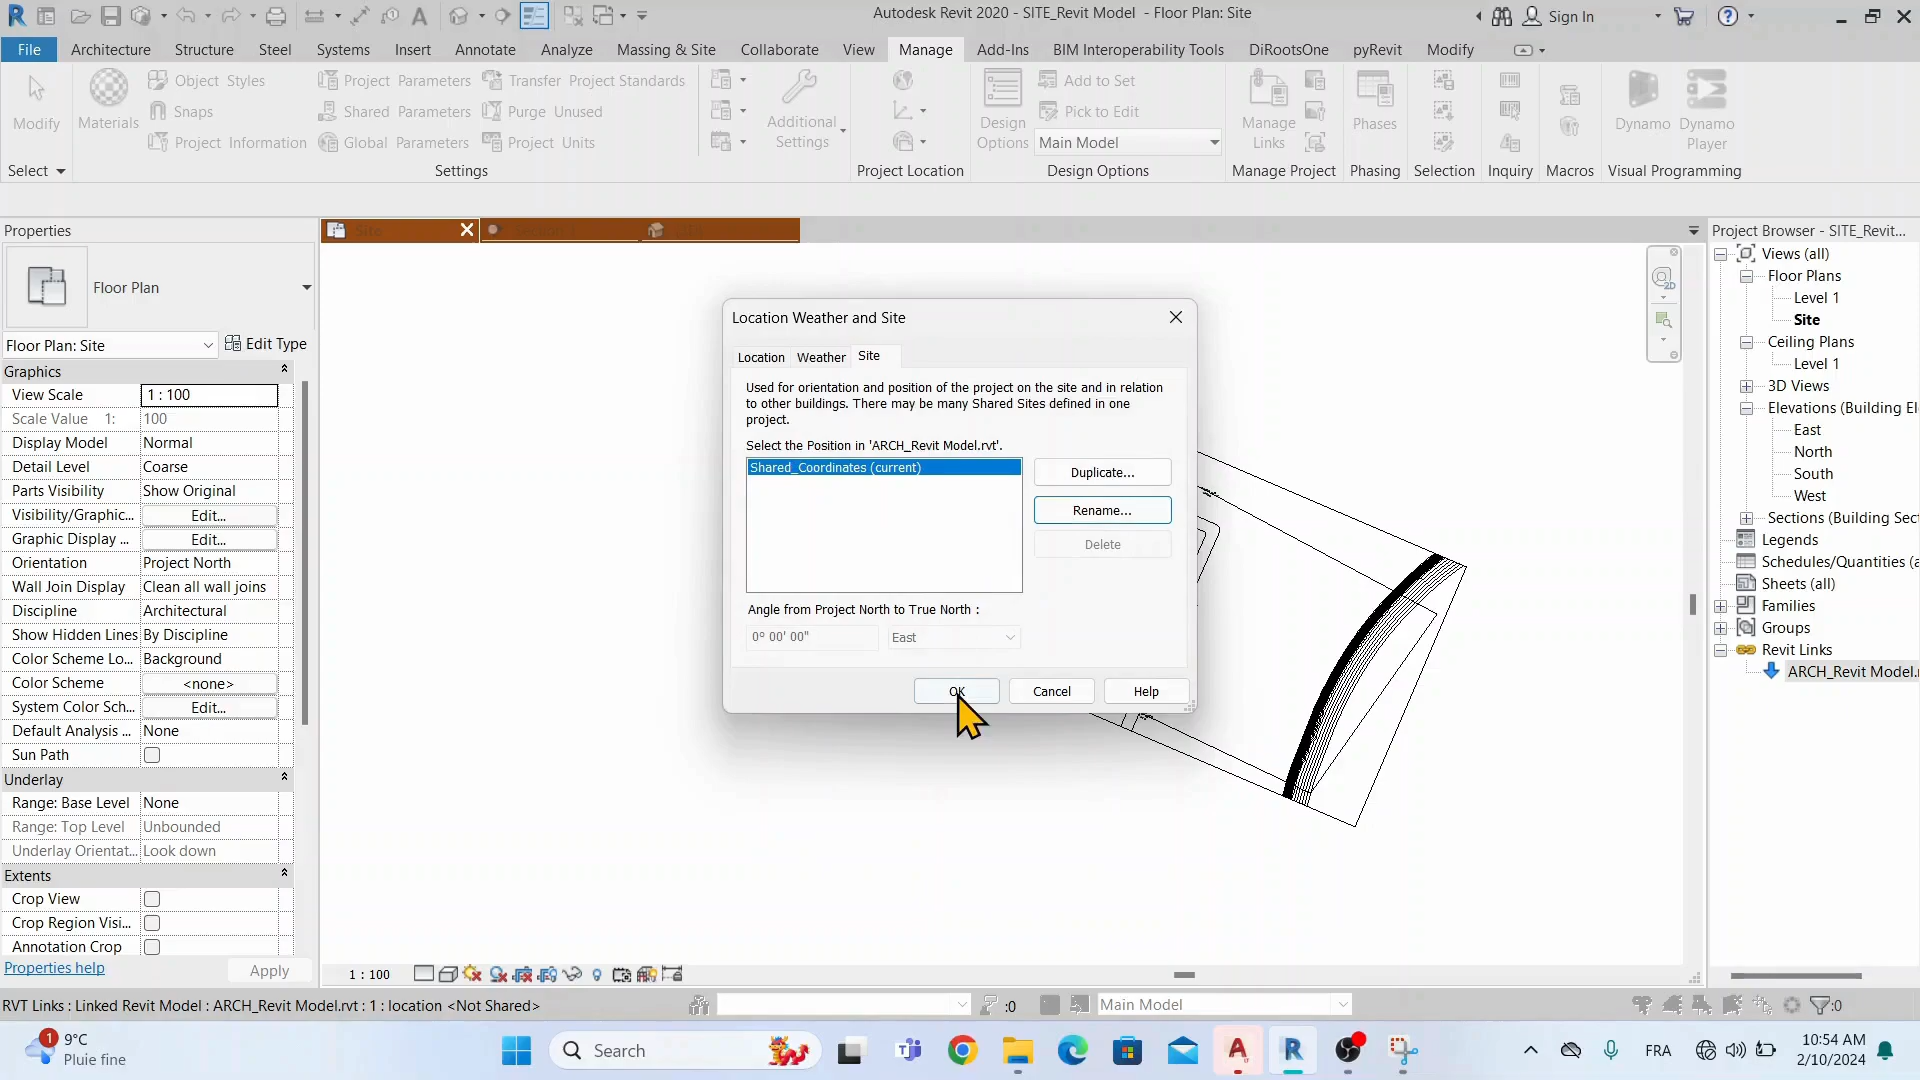 Autodesk Revit 2020 - SITE_Revit Model - Floor Plan: Site
Sign In
File Architecture Structure Steel Systems Insert Annotate Analyze Massing & Site Collaborate View Manage Add-Ins BIM Interoperability Tools DiRootsOne pyRevit Modify
Modify
Materials
Object Styles
Snaps
Project Information
Project Parameters
Shared Parameters
Global Parameters
Transfer Project Standards
Purge Unused
Project Units
Additional Settings
Design Options
Add to Set
Pick to Edit
Main Model
Manage Links
Phases
Dynamo
Dynamo Player
Select Settings Project Location Design Options Manage Project Phasing Selection Inquiry Macros Visual Programming
Properties
Floor Plan
Floor Plan: Site
Edit Type
Graphics
View Scale 1 : 100
Scale Value 1: 100
Display Model Normal
Detail Level Coarse
Parts Visibility Show Original
Visibility/Graphic... Edit...
Graphic Display ... Edit...
Orientation Project North
Wall Join Display Clean all wall joins
Discipline Architectural
Show Hidden Lines By Discipline
Color Scheme Lo... Background
Color Scheme <none>
System Color Sch... Edit...
Default Analysis ... None
Sun Path
Underlay
Range: Base Level None
Range: Top Level Unbounded
Underlay Orientat... Look down
Extents
Crop View
Crop Region Visi...
Annotation Crop
Properties help
Apply
Site
Location Weather and Site
Location Weather Site
Used for orientation and position of the project on the site and in relation
to other buildings. There may be many Shared Sites defined in one
project.
Select the Position in 'ARCH_Revit Model.rvt'.
Shared_Coordinates (current)
Duplicate...
Rename...
Delete
Angle from Project North to True North :
0° 00' 00" East
OK Cancel Help
2D
Project Browser - SITE_Revit...
Views (all)
Floor Plans
Level 1
Site
Ceiling Plans
Level 1
3D Views
Elevations (Building El
East
North
South
West
Sections (Building Sect
Legends
Schedules/Quantities (a
Sheets (all)
Families
Groups
Revit Links
ARCH_Revit Model.r
1 : 100
RVT Links : Linked Revit Model : ARCH_Revit Model.rvt : 1 : location <Not Shared>
:0
Main Model
:0
1
9°C
Pluie fine
Search
FRA
10:54 AM
2/10/2024